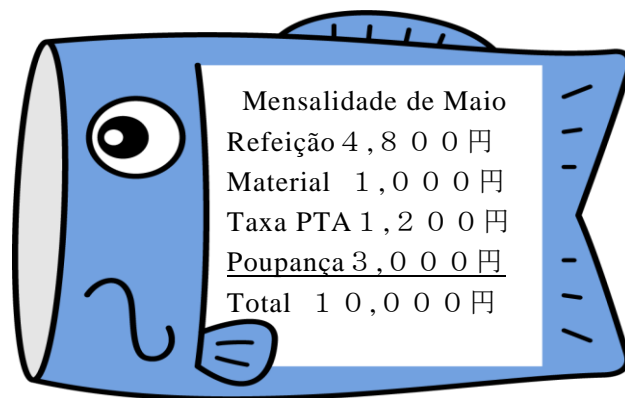 Mensalidade de Maio
Refeição４,８００円
Material １,０００円
Taxa PTA１,２００円
Poupança３,０００円
Total １０,０００円